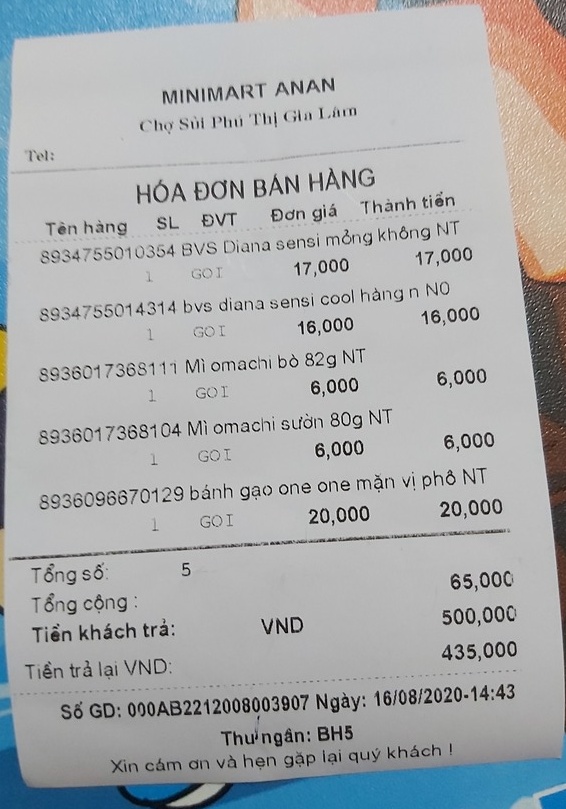 MINIMART ANAN
Chợ Sủi Phú Thị Gia Lâm
Tel:
HÓA ĐƠN BÁN HÀNG
Tên hàng SL ĐVT Đơn giá Thành tiền
8934755010354 BVS Diana sensi mỏng không NT
1 GOI 17,000 17,000
8934755014314 bvs diana sensi cool hàng n N0
1 GOI 16,000 16,000
8936017368111 Mì omachi bò 82g NT
1 GOI 6,000 6,000
8936017368104 Mì omachi sườn 80g NT
1 GOI 6,000 6,000
8936096670129 bánh gạo one one mặn vị phô NT
1 GOI 20,000 20,000
Tổng số: 5
Tổng cộng : 65,000
Tiền khách trả: VND 500,000
Tiền trả lại VND: 435,000
Số GD: 000AB2212008003907 Ngày: 16/08/2020-14:43
Thu ngân: BH5
Xin cám ơn và hẹn gặp lại quý khách !